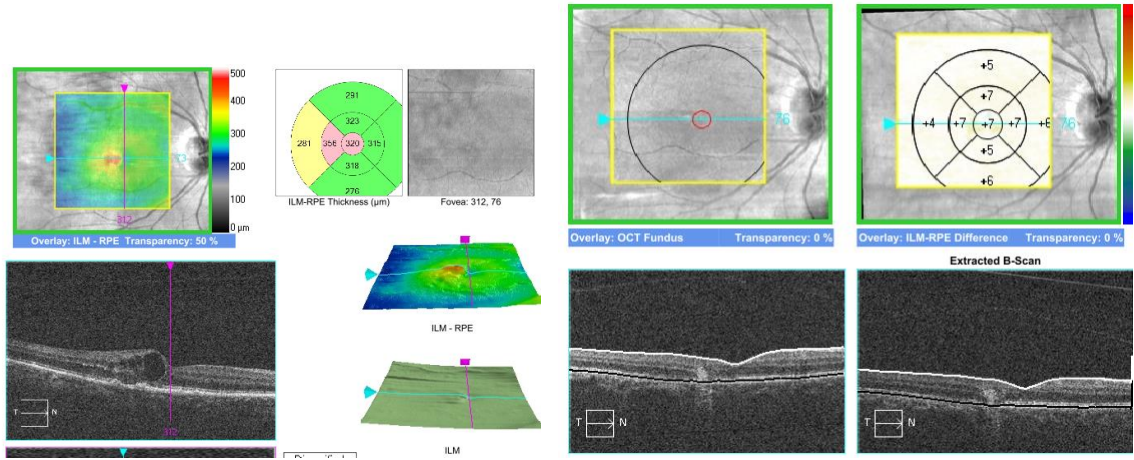 500
400
300
200
100
0 µm
312
Overlay: ILM - RPE Transparency: 50 %
291
323
281
356
320
315
318
276
ILM-RPE Thickness (µm)
Fovea: 312, 76
T
N
312
ILM - RPE
ILM
76
Overlay: OCT Fundus Transparency: 0 %
T
N
+5
+7
+4
+7
+7
+7
76
+5
+6
Overlay: ILM-RPE Difference Transparency: 0 %
Extracted B-Scan
T
N